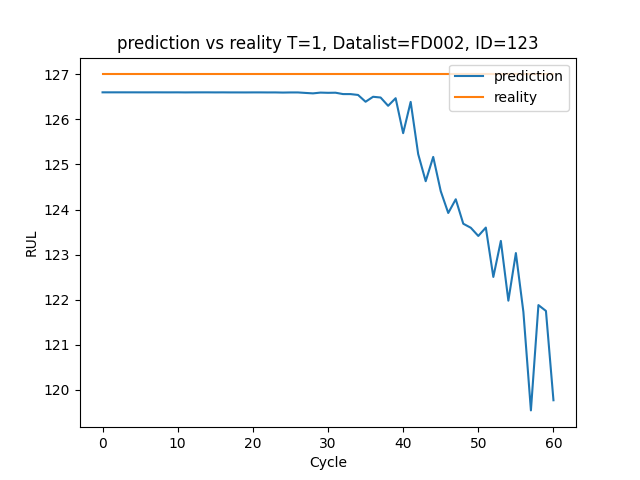 prediction vs reality T=1, Datalist=FD002, ID=123
prediction
reality
127
126
125
124
123
122
121
120
RUL
0 10 20 30 40 50 60
Cycle